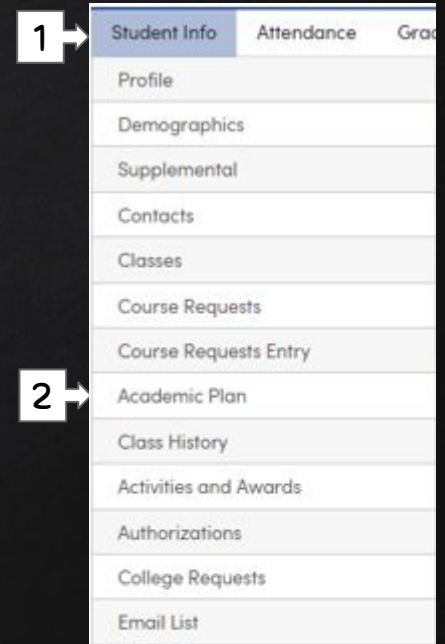 1 Student Info Attendance
Profile
Demographics
Supplemental
Contacts
Classes
Course Requests
Course Requests Entry
2 Academic Plan
Class History
Activities and Awards
Authorizations
College Requests
Email List